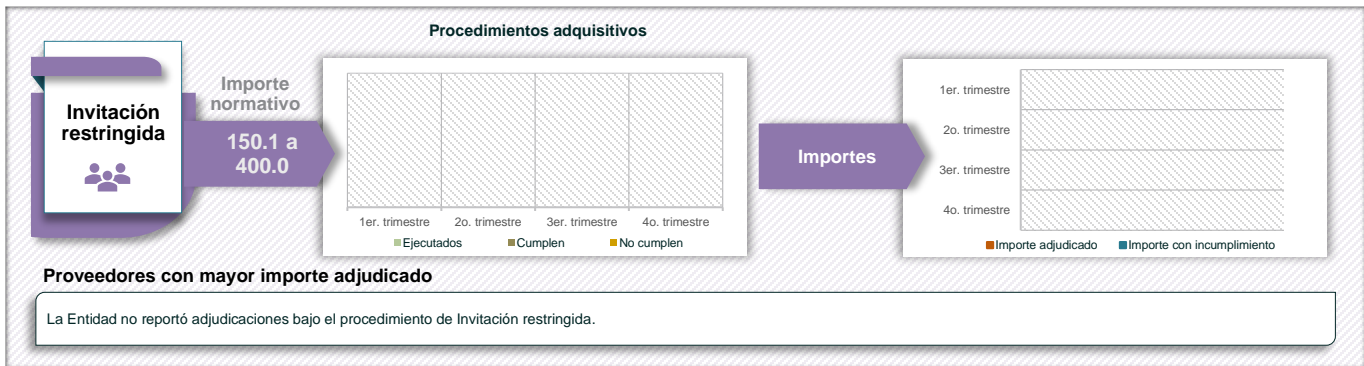 Procedimientos adquisitivos
Invitación
restringida
Importe
normativo
150.1 a
400.0
1er. trimestre 2o. trimestre 3er. trimestre 4o. trimestre
Ejecutados Cumplen No cumplen
Importes
1er. trimestre
2o. trimestre
3er. trimestre
4o. trimestre
Importe adjudicado Importe con incumplimiento
Proveedores con mayor importe adjudicado
La Entidad no reportó adjudicaciones bajo el procedimiento de Invitación restringida.